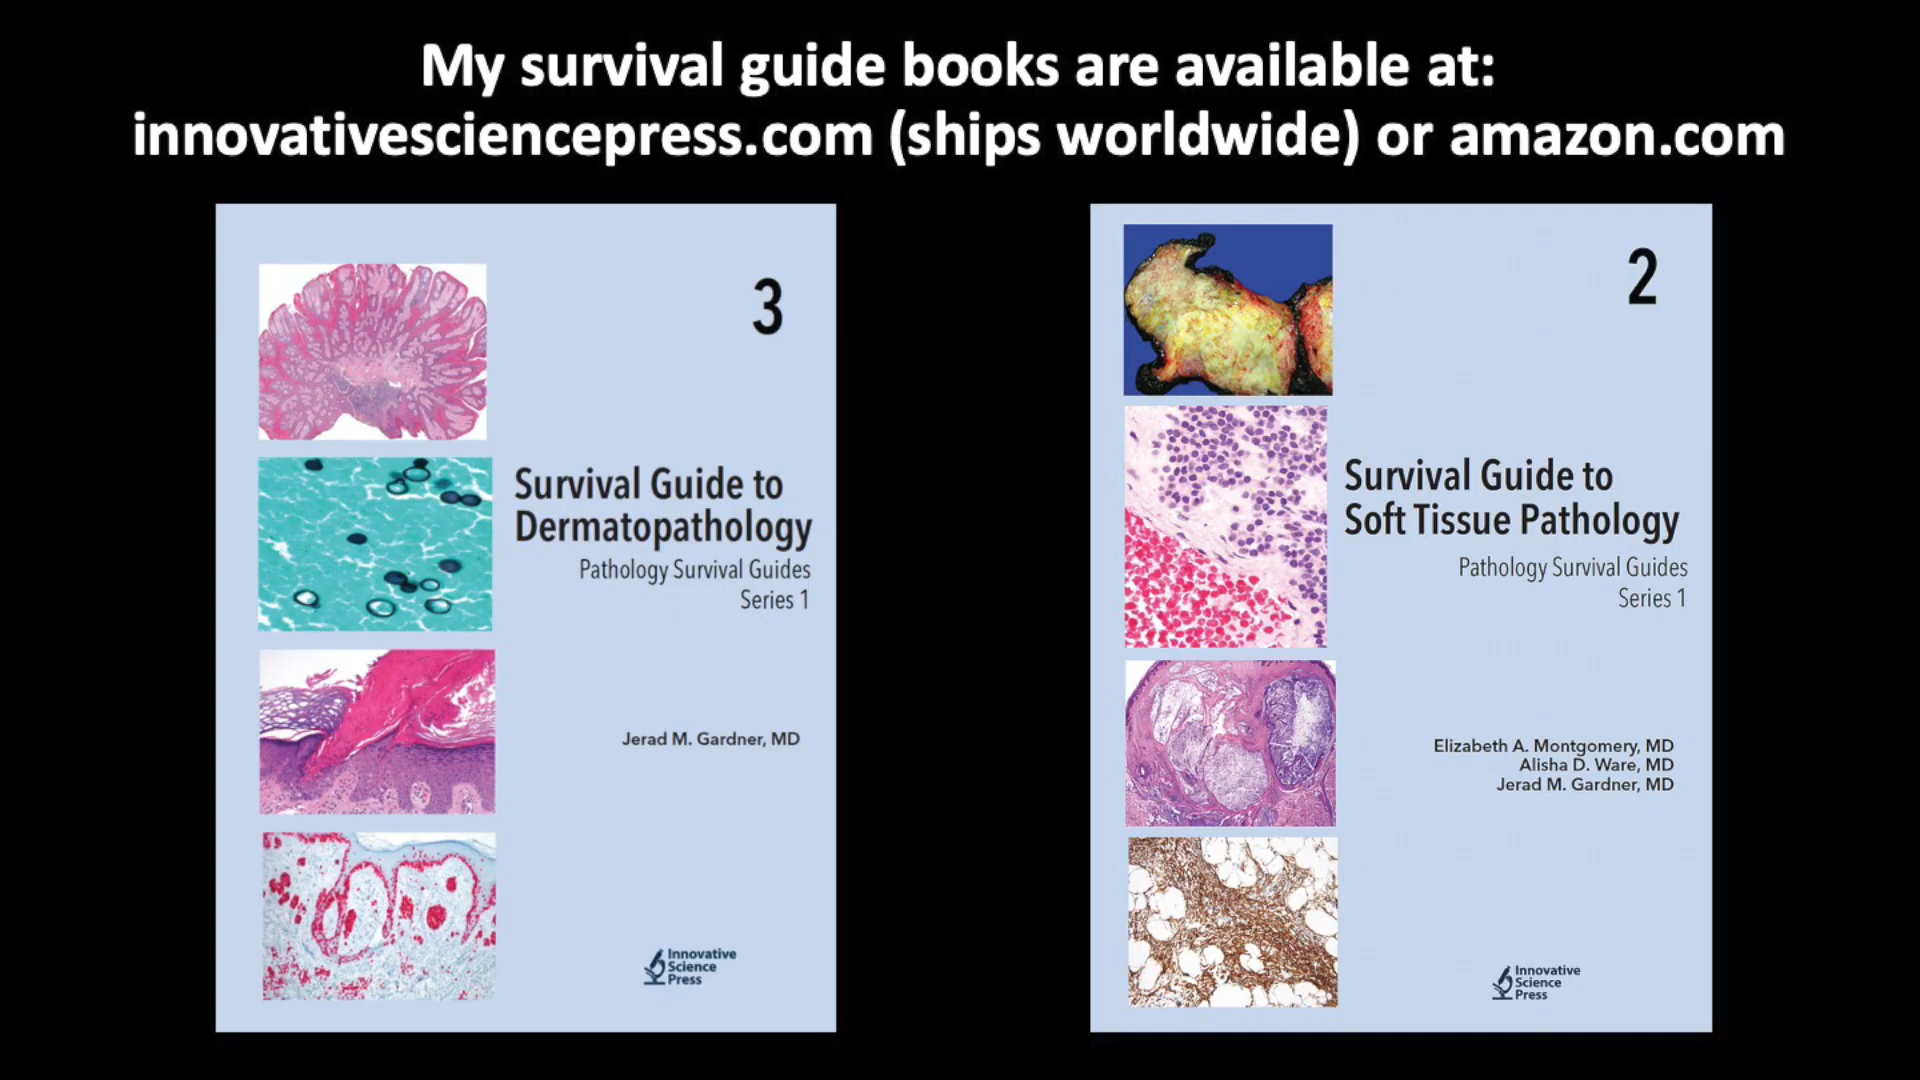 My survival guide books are available at:
innovativesciencepress.com (ships worldwide) or amazon.com
3
Survival Guide to
Dermatopathology
Pathology Survival Guides
Series 1
Jerad M. Gardner, MD
Innovative
Science
Press
2
Survival Guide to
Soft Tissue Pathology
Pathology Survival Guides
Series 1
Elizabeth A. Montgomery, MD
Alisha D. Ware, MD
Jerad M. Gardner, MD
Innovative
Science
Press